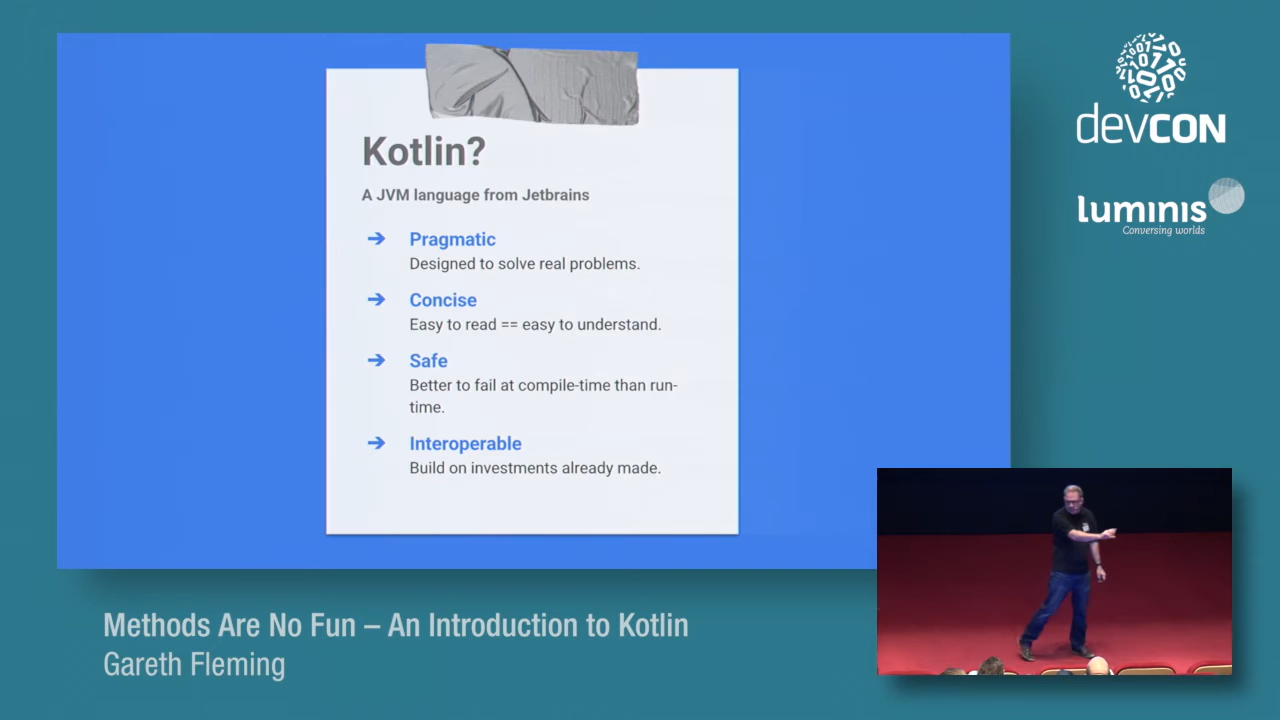 Kotlin?
A JVM language from Jetbrains
➔ Pragmatic
Designed to solve real problems.
➔ Concise
Easy to read == easy to understand.
➔ Safe
Better to fail at compile-time than run-
time.
➔ Interoperable
Build on investments already made.
devcon
luminis
Conversing worlds
Methods Are No Fun – An Introduction to Kotlin
Gareth Fleming